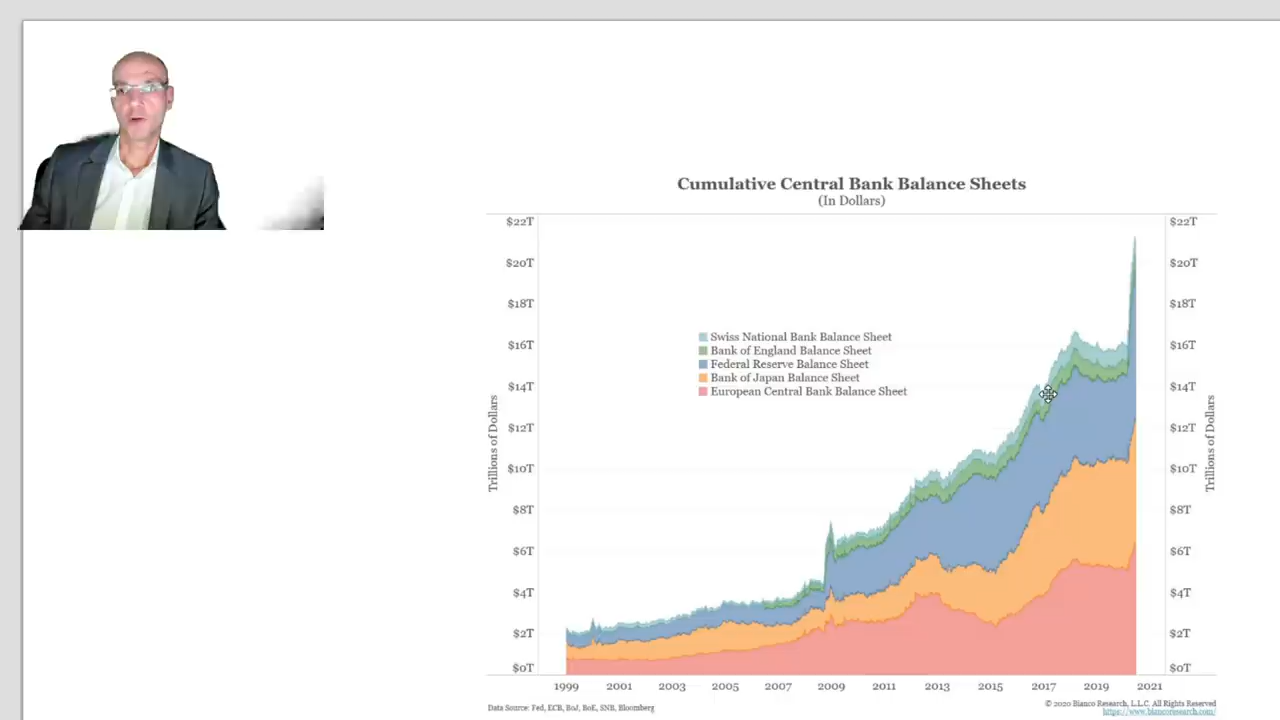 Cumulative Central Bank Balance Sheets
(In Dollars)
$22T $22T
$20T $20T
$18T $18T
$16T $16T
$14T $14T
$12T $12T
$10T $10T
$8T $8T
$6T $6T
$4T $4T
$2T $2T
$0T $0T
Trillions of Dollars
Trillions of Dollars
Swiss National Bank Balance Sheet
Bank of England Balance Sheet
Federal Reserve Balance Sheet
Bank of Japan Balance Sheet
European Central Bank Balance Sheet
1999 2001 2003 2005 2007 2009 2011 2013 2015 2017 2019 2021
Data Source: Fed, ECB, BoJ, BoE, SNB, Bloomberg
© 2020 Bianco Research, L.L.C. All Rights Reserved
https://www.biancoresearch.com/